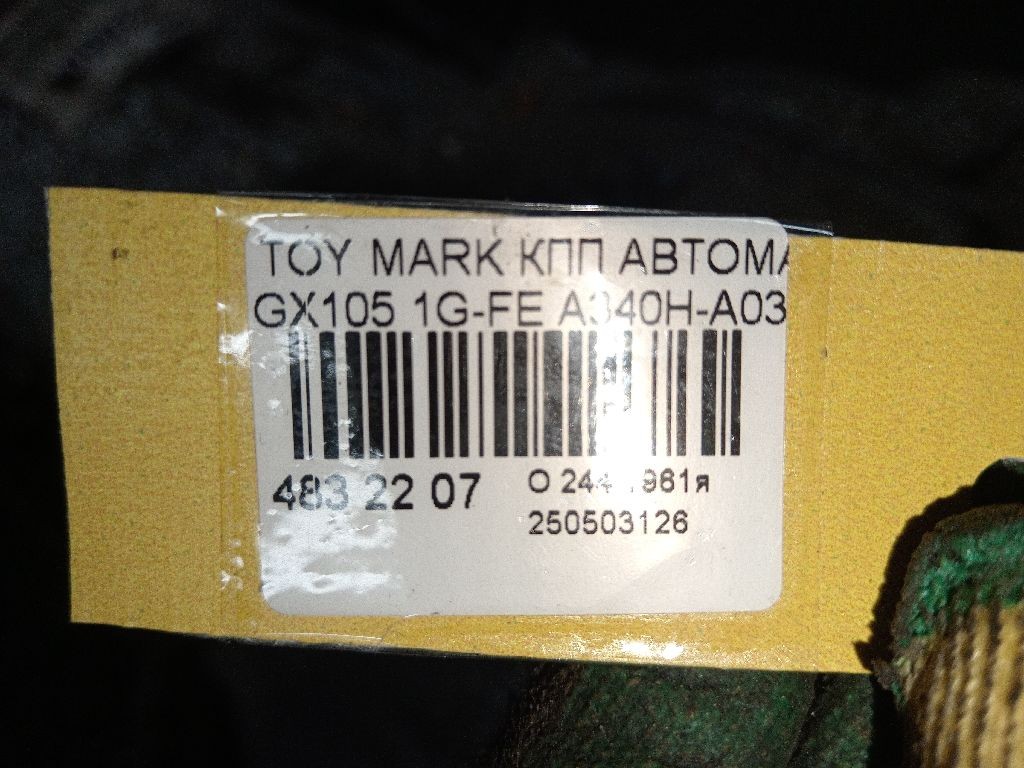 TOY MARK КПП АВТОМА
GX105 1G-FE A340H-A03
483 22 07
О
250503126